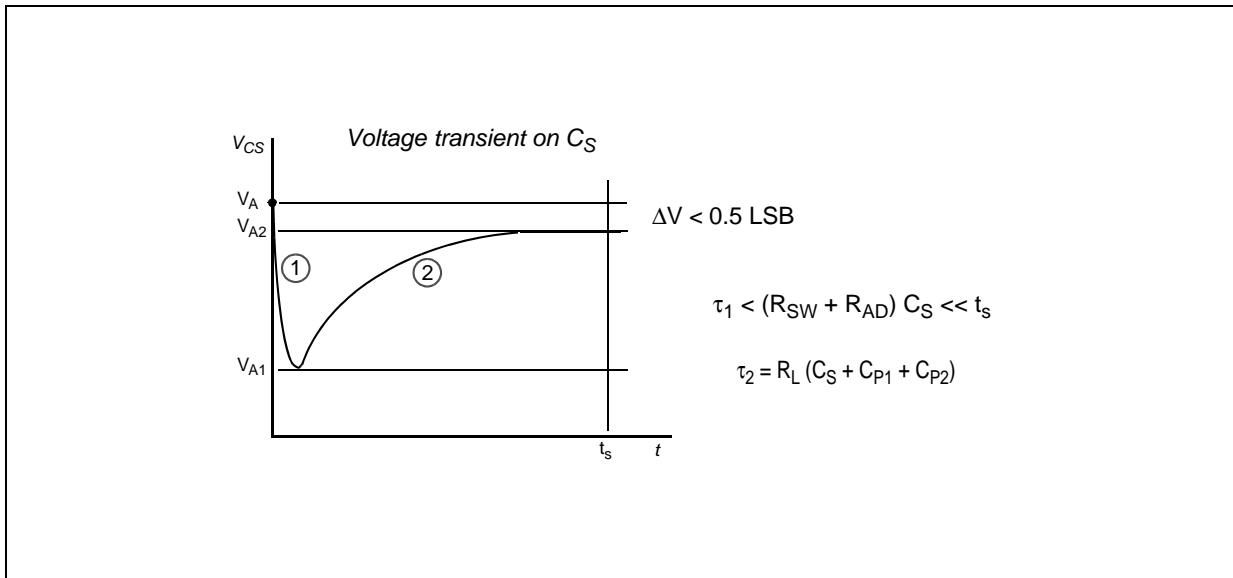 Voltage transient on CS
VCS
VA
ΔV < 0.5 LSB
VA2
1
2
τ1 < (RSW + RAD) CS << ts
VA1
τ2 = RL (CS + CP1 + CP2)
ts
t